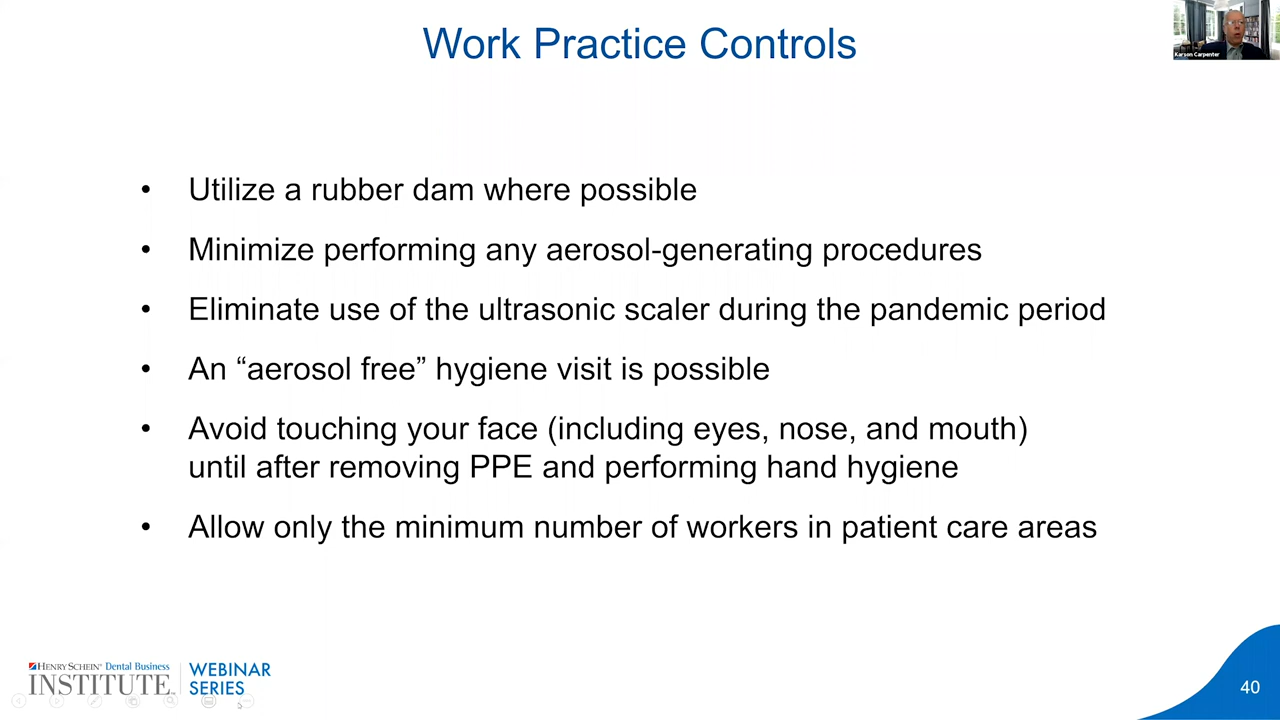 Work Practice Controls
Karson Carpenter
• Utilize a rubber dam where possible
• Minimize performing any aerosol-generating procedures
• Eliminate use of the ultrasonic scaler during the pandemic period
• An “aerosol free” hygiene visit is possible
• Avoid touching your face (including eyes, nose, and mouth)
until after removing PPE and performing hand hygiene
• Allow only the minimum number of workers in patient care areas
HENRY SCHEIN® Dental Business
INSTITUTE™
WEBINAR
SERIES
40